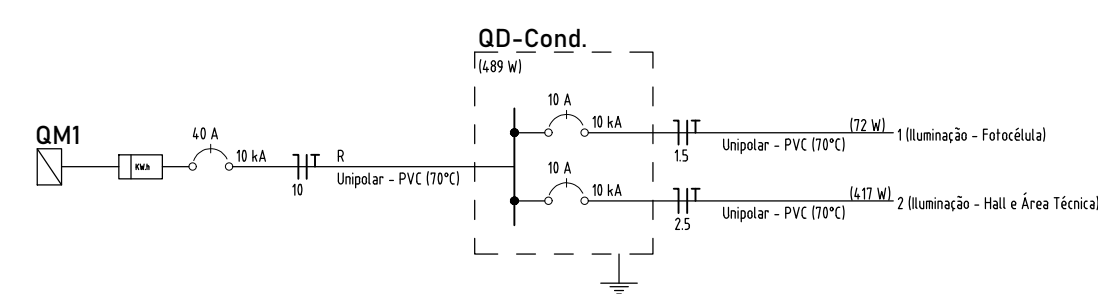 QD-Cond.
(489 W)
QM1
KW.h
40 A
10 kA
10
R
Unipolar - PVC (70°C)
10 A
10 kA
1.5
(72 W)
Unipolar - PVC (70°C)
1 (Iluminação - Fotocélula)
10 A
10 kA
2.5
(417 W)
Unipolar - PVC (70°C)
2 (Iluminação - Hall e Área Técnica)